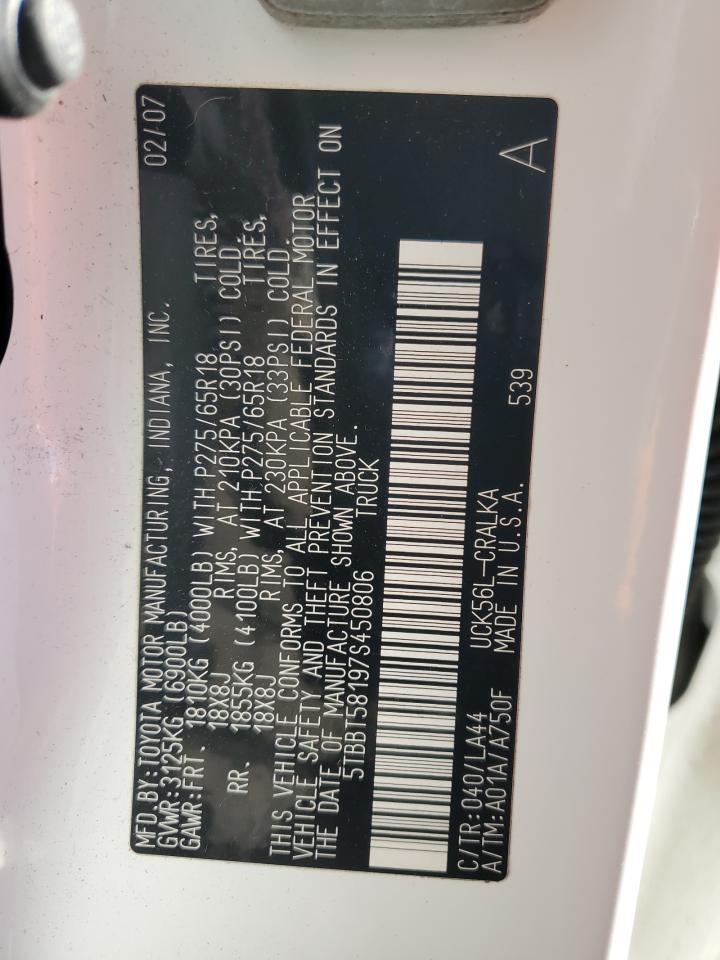 MFD.BY:TOYOTA MOTOR MANUFACTURING, INDIANA, INC. 02/07
GVWR:3125KG (6900LB)
GAWR:FRT. 1810KG (4000LB) WITH P275/65R18 TIRES,
18X8J RIMS, AT 210KPA (30PSI) COLD.
RR. 1855KG (4100LB) WITH P275/65R18 TIRES,
18X8J RIMS, AT 230KPA (33PSI) COLD.
THIS VEHICLE CONFORMS TO ALL APPLICABLE FEDERAL MOTOR
VEHICLE SAFETY AND THEFT PREVENTION STANDARDS IN EFFECT ON
THE DATE OF MANUFACTURE SHOWN ABOVE.
5TBBT58197S450806 TRUCK
A
C/TR:040/LA44 UCK56L-CRALKA
A/TM:A01A/A750F MADE IN U.S.A. 539